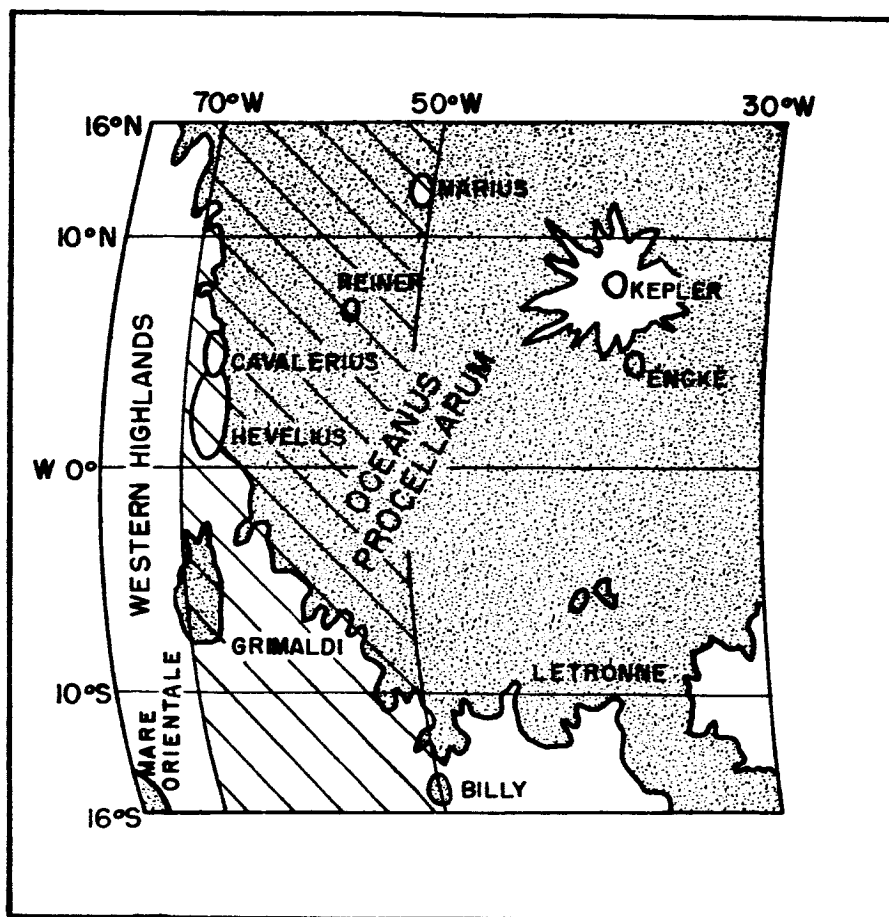 70°W 50°W 30°W
16°N
MARIUS
10°N
REINER
KEPLER
CAVALERIUS
ENCKE
HEVELIUS
OCEANUS
PROCELLARUM
WESTERN HIGHLANDS
W 0°
GRIMALDI
LETRONNE
10°S
MARE
ORIENTALE
BILLY
16°S